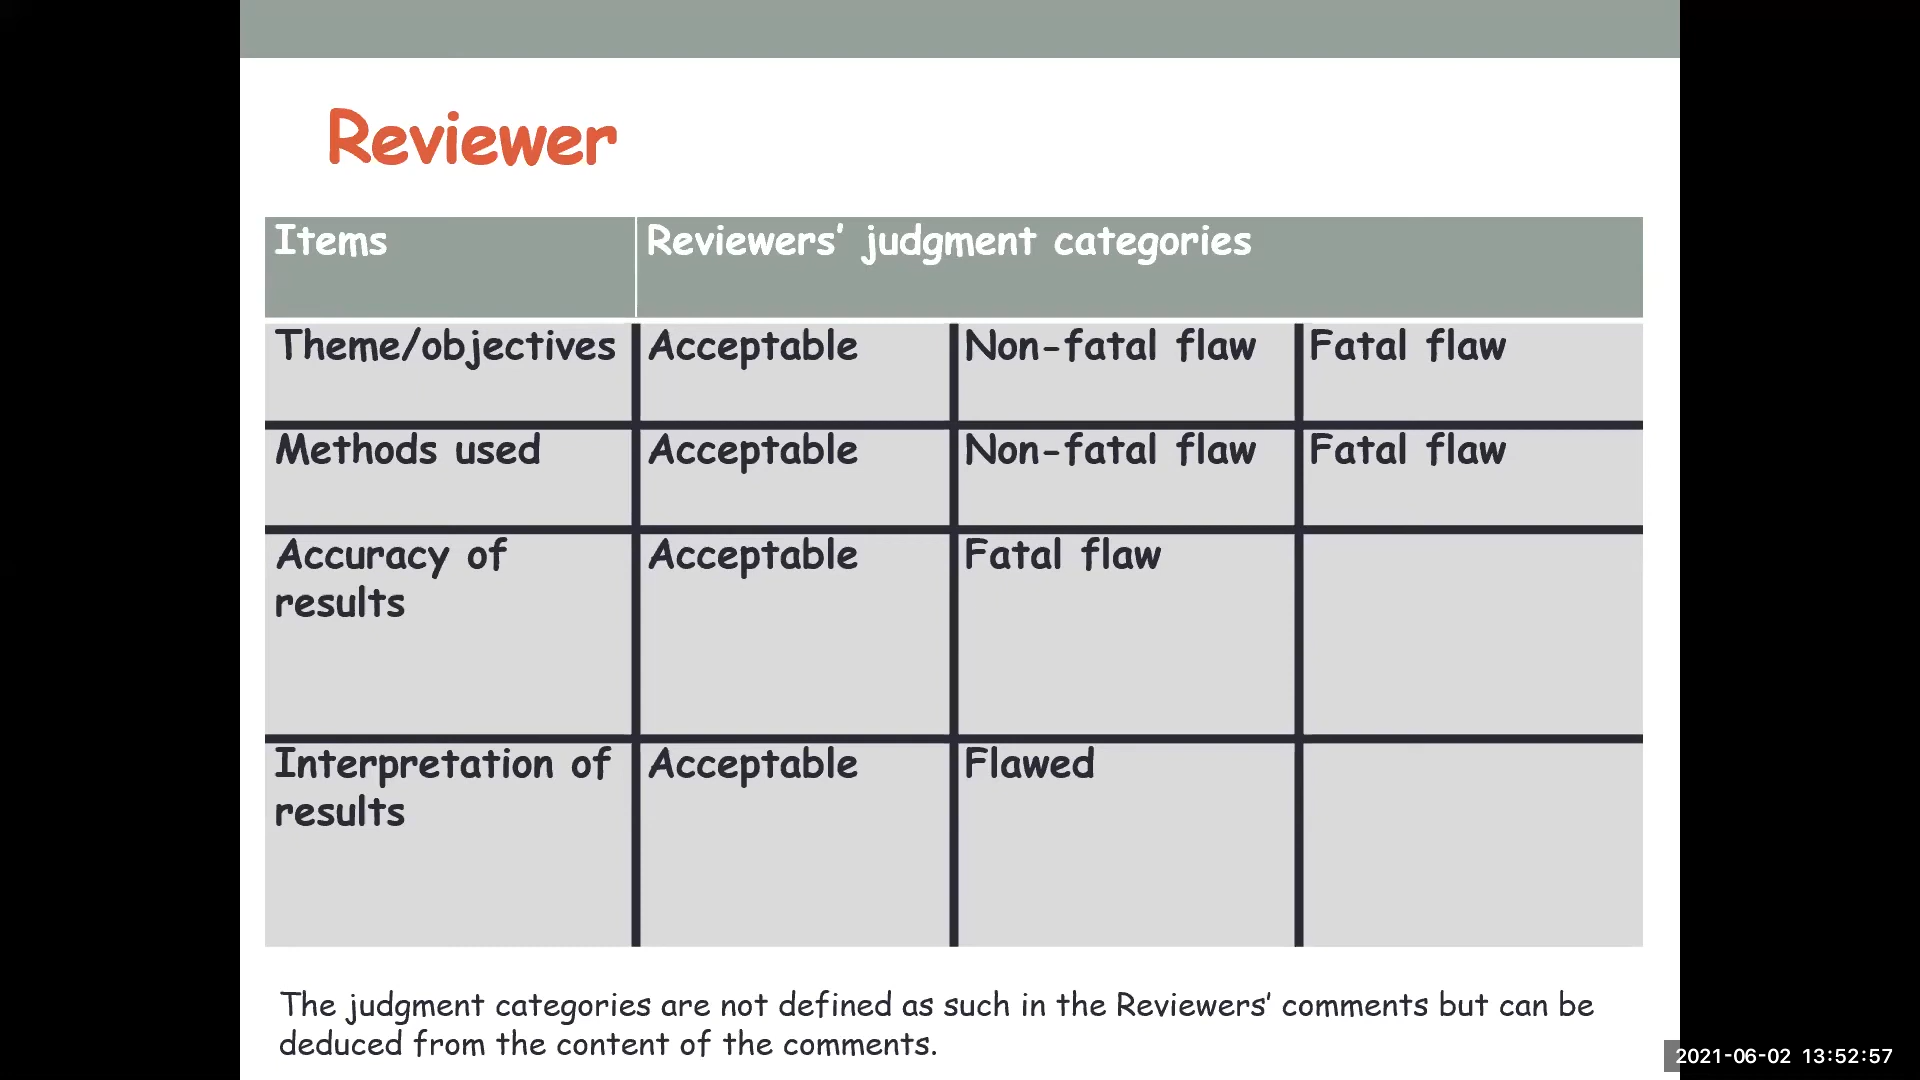 Reviewer
Items Reviewers’ judgment categories
Theme/objectives Acceptable Non-fatal flaw Fatal flaw
Methods used Acceptable Non-fatal flaw Fatal flaw
Accuracy of Acceptable Fatal flaw
results
Interpretation of Acceptable Flawed
results
The judgment categories are not defined as such in the Reviewers’ comments but can be
deduced from the content of the comments.
2021-06-02 13:52:57